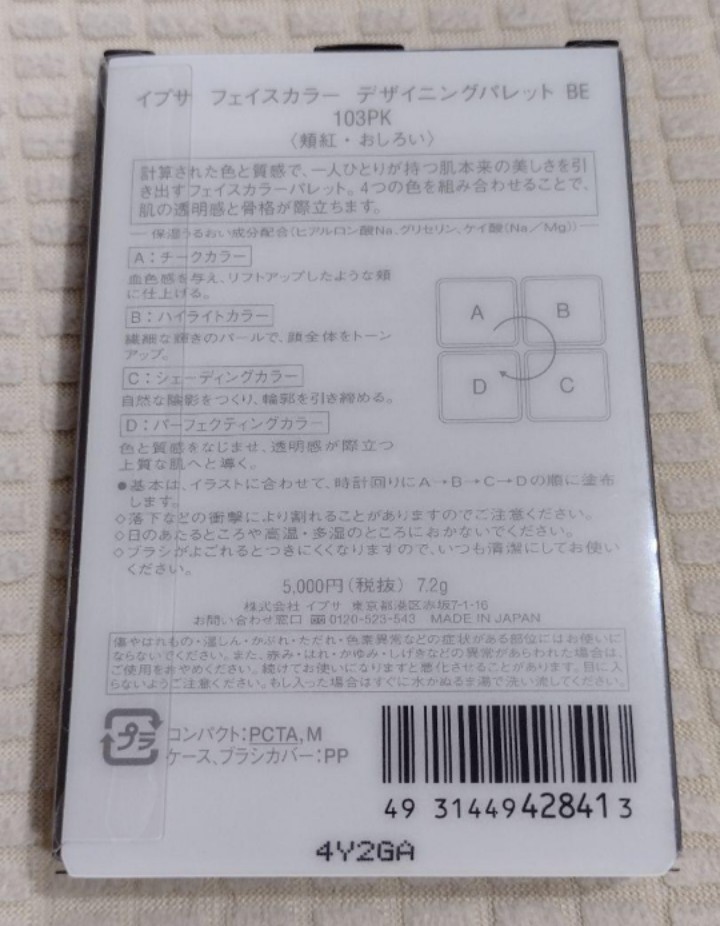 イプサ フェイスカラー デザイニングパレット BE
103PK
〈頬紅・おしろい〉
計算された色と質感で、一人ひとりが持つ肌本来の美しさを引
き出すフェイスカラーパレット。4つの色を組み合わせることで、
肌の透明感と骨格が際立ちます。
保湿うるおい成分配合(ヒアルロン酸Na、グリセリン、ケイ酸(Na/Mg))
A:チークカラー
血色感を与え、リフトアップしたような頬
に仕上げる。
B:ハイライトカラー
繊細な輝きのパールで、顔全体をトーン
アップ。
C:シェーディングカラー
自然な陰影をつくり、輪郭を引き締める。
D:パーフェクティングカラー
色と質感をなじませ、透明感が際立つ
上質な肌へと導く。
A B
D C
●基本は、イラストに合わせて、時計回りにA→B→C→Dの順に塗布
します。
◇落下などの衝撃により割れることがありますのでご注意ください。
◇日のあたるところや高温・多湿のところにおかないでください。
◇ブラシがよごれるとつきにくくなりますので、いつも清潔にしてお使い
ください。
5,000円(税抜) 7.2g
株式会社 イプサ 東京都港区赤坂7-1-16
お問い合わせ窓口 0120-523-543 MADE IN JAPAN
傷やはれもの・湿しん・かぶれ・ただれ・色素異常などの症状がある部位にはお使いに
ならないでください。また、赤み・はれ・かゆみ・しげきなどの異常があらわれた場合は、
ご使用をおやめください。続けてお使いになりますと悪化させることがあります。目に入
らないようご注意ください。もし入った場合はすぐに水かぬるま湯で洗い流してください。
プラ
コンパクト:PCTA,M
ケース、ブラシカバー:PP
49 31449428413
4Y2GA